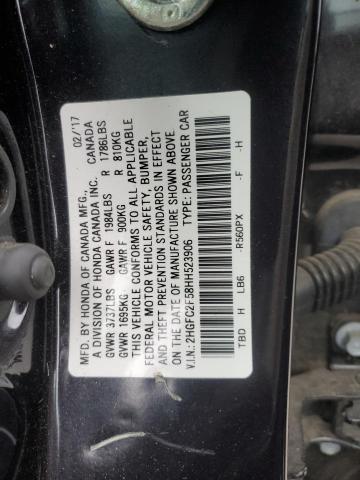 MFD. BY HONDA OF CANADA MFG., 02/'17
A DIVISION OF HONDA CANADA INC. CANADA
GVWR 3737LBS GAWR F 1984LBS R 1786LBS
GVWR 1695KG GAWR F 900KG R 810KG
THIS VEHICLE CONFORMS TO ALL APPLICABLE
FEDERAL MOTOR VEHICLE SAFETY, BUMPER,
AND THEFT PREVENTION STANDARDS IN EFFECT
ON THE DATE OF MANUFACTURE SHOWN ABOVE.
V.I.N.: 2HGFC2F58HH523906 TYPE: PASSENGER CAR
TBD H LB6 -R560PX -F -H